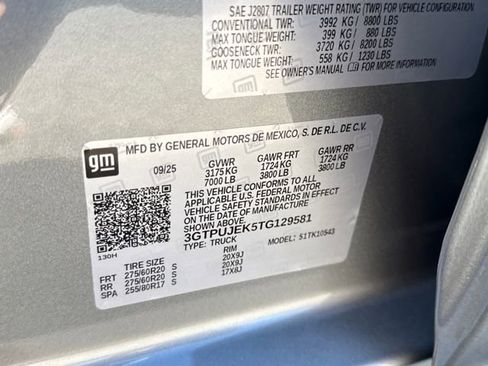 SAE J2807 TRAILER WEIGHT RATING (TWR) FOR VEHICLE CONFIGURATION.
CONVENTIONAL TWR: 3992 KG / 8800 LBS
MAX TONGUE WEIGHT: 399 KG / 880 LBS
GOOSENECK TWR: 3720 KG / 8200 LBS
MAX TONGUE WEIGHT: 558 KG / 1230 LBS
SEE OWNER'S MANUAL FOR MORE INFORMATION
gm
MFD BY GENERAL MOTORS DE MEXICO, S. DE R.L. DE C.V.
09/25 GVWR GAWR FRT GAWR RR
3175 KG 1724 KG 1724 KG
7000 LB 3800 LB 3800 LB
THIS VEHICLE CONFORMS TO ALL
APPLICABLE U.S. FEDERAL MOTOR
VEHICLE SAFETY STANDARDS IN EFFECT
ON THE DATE OF MANUFACTURE
SHOWN ABOVE.
3GTPUJEK5TG129581
TYPE: TRUCK MODEL: 51TK10543
130H
TIRE SIZE RIM
FRT 275/60R20 S 20X9J
RR 275/60R20 S 20X9J
SPA 255/80R17 S 17X8J